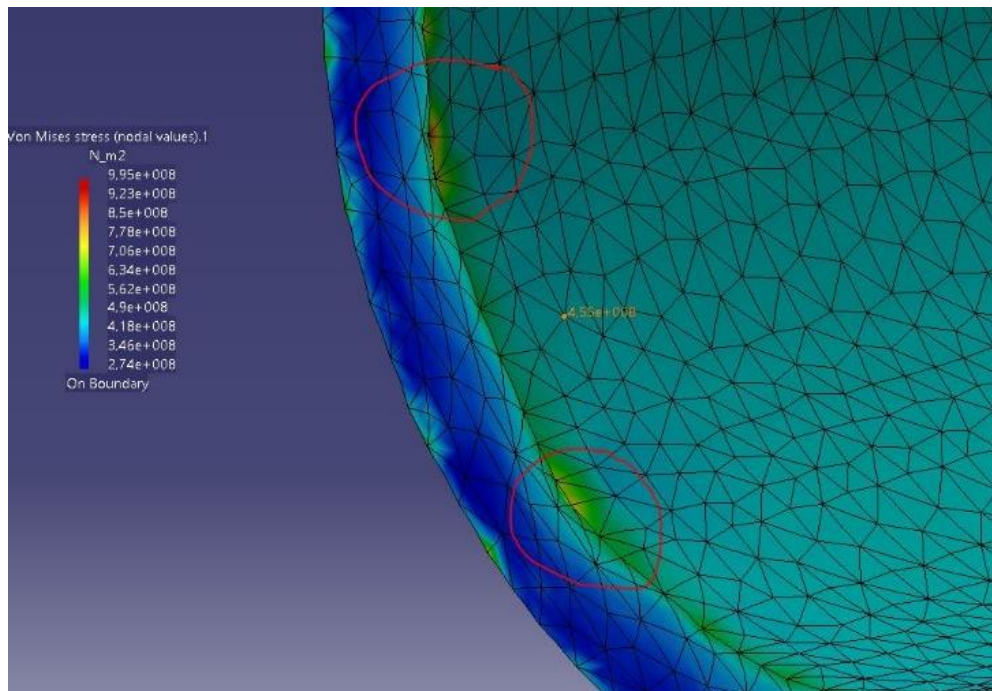 Von Mises stress (nodal values).1
N_m2
9,95e+008
9,23e+008
8,5e+008
7,78e+008
7,06e+008
6,34e+008
5,62e+008
4,9e+008
4,18e+008
3,46e+008
2,74e+008
On Boundary
4,55e+008